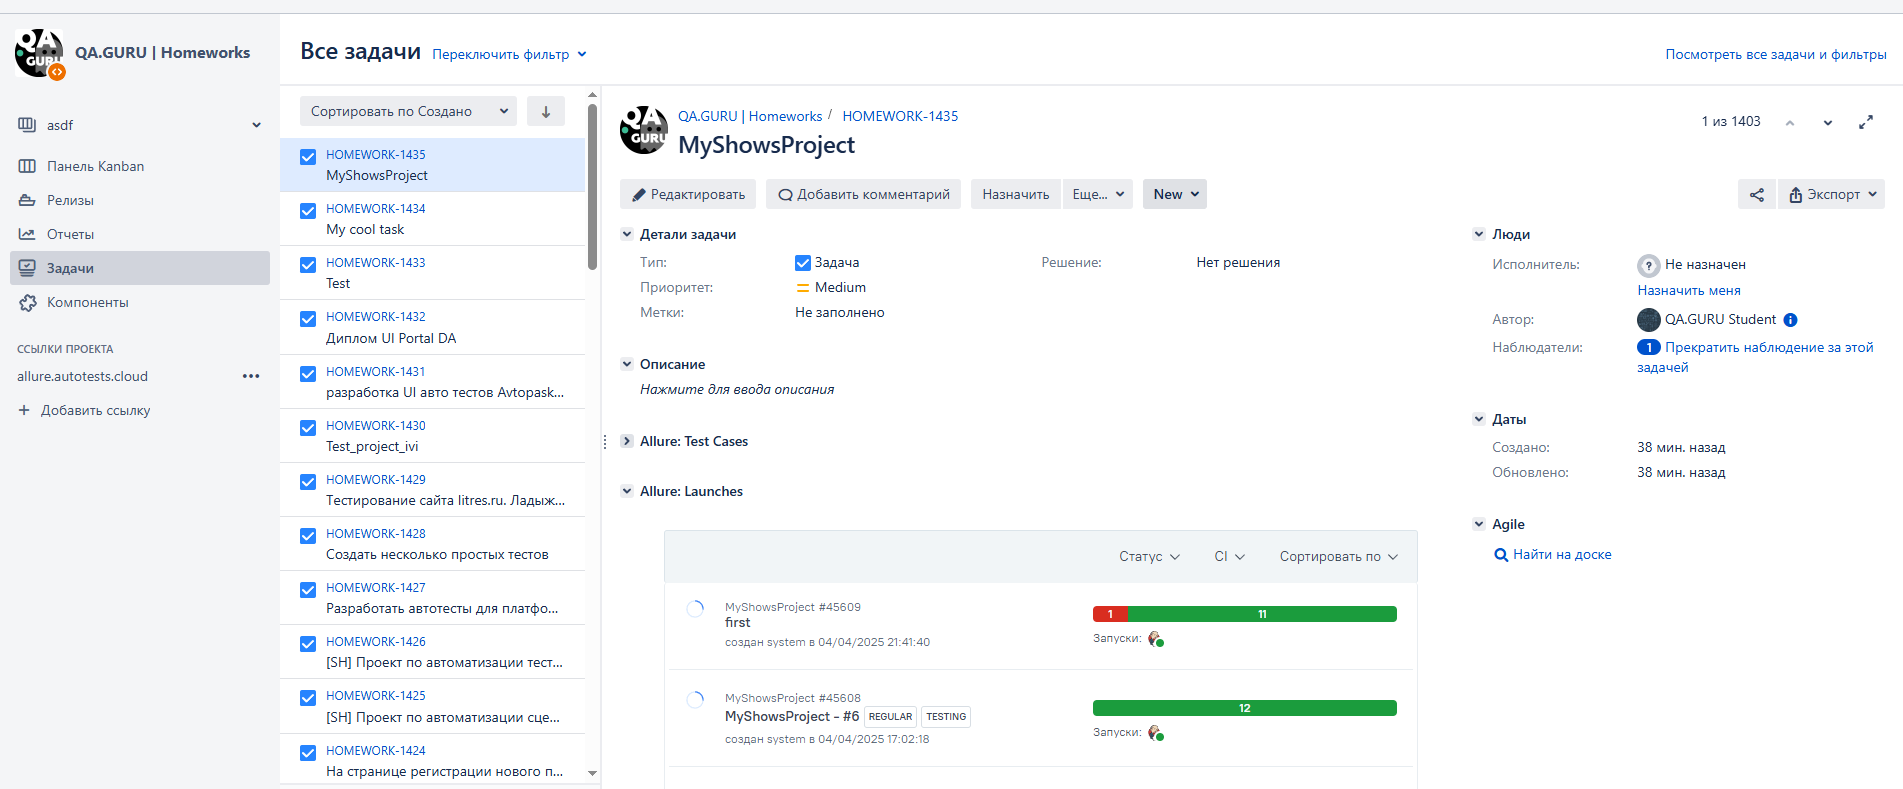 QA GURU
QA.GURU | Homeworks
asdf
Панель Kanban
Релизы
Отчеты
Задачи
Компоненты
ССЫЛКИ ПРОЕКТА
allure.autotests.cloud
Добавить ссылку
Все задачи Переключить фильтр
Посмотреть все задачи и фильтры
Сортировать по Создано
HOMEWORK-1435
MyShowsProject
HOMEWORK-1434
My cool task
HOMEWORK-1433
Test
HOMEWORK-1432
Диплом UI Portal DA
HOMEWORK-1431
разработка UI авто тестов Avtopask...
HOMEWORK-1430
Test_project_ivi
HOMEWORK-1429
Тестирование сайта litres.ru. Ладыж...
HOMEWORK-1428
Создать несколько простых тестов
HOMEWORK-1427
Разработать автотесты для платфо...
HOMEWORK-1426
[SH] Проект по автоматизации тест...
HOMEWORK-1425
[SH] Проект по автоматизации сце...
HOMEWORK-1424
На странице регистрации нового п...
QA GURU
QA.GURU | Homeworks / HOMEWORK-1435
MyShowsProject
1 из 1403
Редактировать Добавить комментарий Назначить Еще... New Экспорт
Детали задачи
Тип: Задача Решение: Нет решения
Приоритет: Medium
Метки: Не заполнено
Описание
Нажмите для ввода описания
Allure: Test Cases
Allure: Launches
Статус CI Сортировать по
MyShowsProject #45609
first
создан system в 04/04/2025 21:41:40
1 11
Запуски:
MyShowsProject #45608
MyShowsProject - #6 REGULAR TESTING
создан system в 04/04/2025 17:02:18
12
Запуски:
Люди
Исполнитель: Не назначен
Назначить меня
Автор: QA.GURU Student
Наблюдатели: 1 Прекратить наблюдение за этой
задачей
Даты
Создано: 38 мин. назад
Обновлено: 38 мин. назад
Agile
Найти на доске